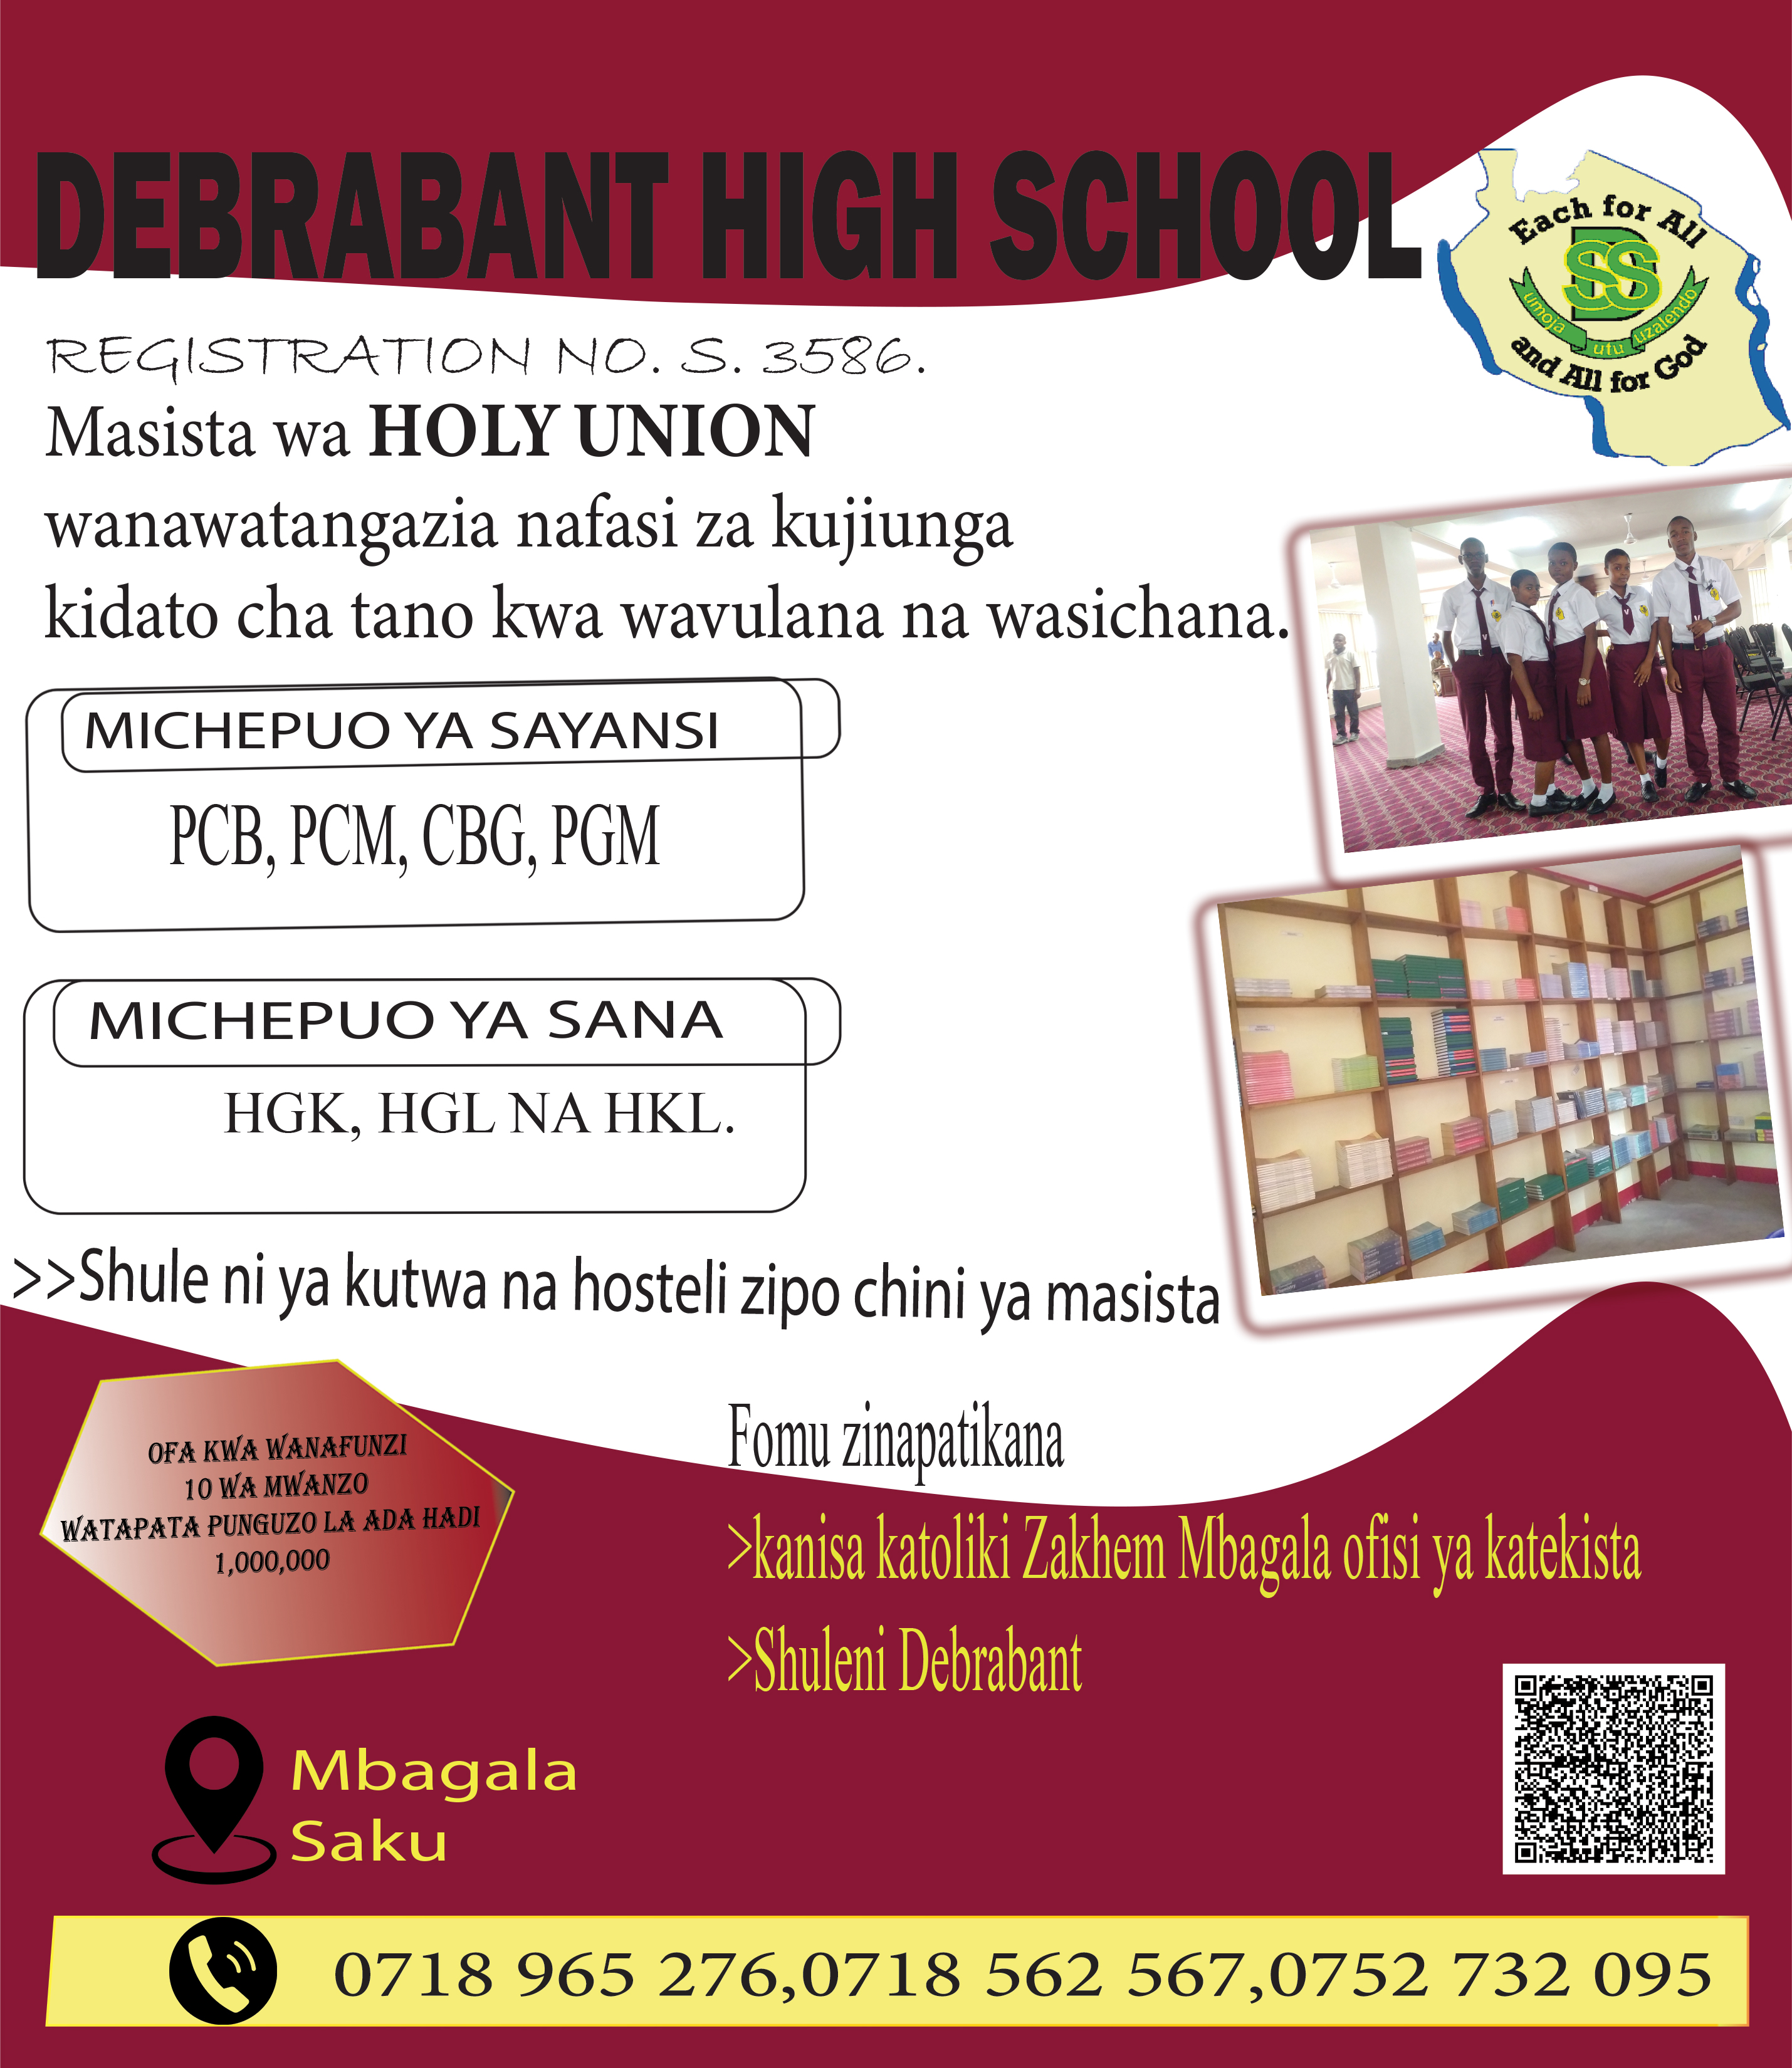 DEBRABANT HIGH SCHOOL
Each for All
DSS
umoja utu uzalendo
and All for God
REGISTRATION NO. S. 3586.
Masista wa HOLY UNION
wanawatangazia nafasi za kujiunga
kidato cha tano kwa wavulana na wasichana.
MICHEPUO YA SAYANSI
PCB, PCM, CBG, PGM
MICHEPUO YA SANA
HGK, HGL NA HKL.
>>Shule ni ya kutwa na hosteli zipo chini ya masista
OFA KWA WANAFUNZI
10 WA MWANZO
WATAPATA PUNGUZO LA ADA HADI
1,000,000
Fomu zinapatikana
>kanisa katoliki Zakhem Mbagala ofisi ya katekista
>Shuleni Debrabant
Mbagala
Saku
0718 965 276,0718 562 567,0752 732 095